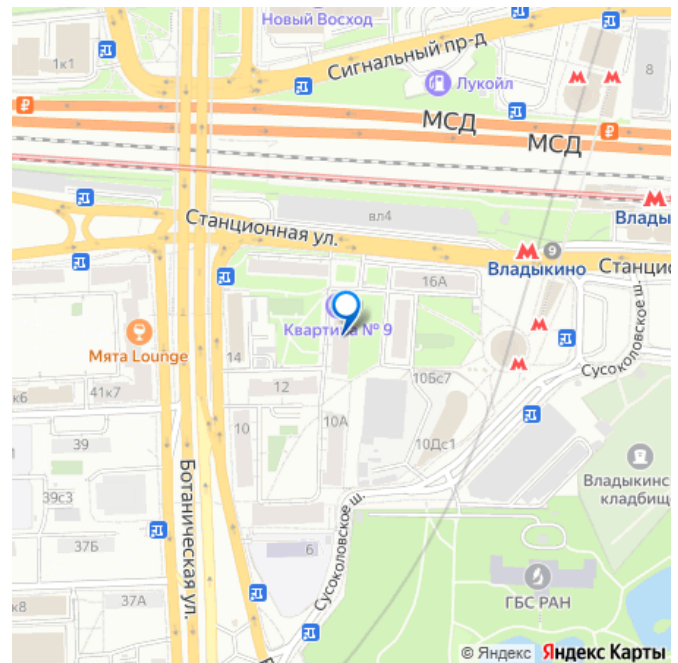 Новый Восход
Сигнальный пр-д
1к1
8
Лукойл
₽
МСД
₽
МСД
М
М
М
Влады
вл4
Станционная ул.
М
9
Владыкино
Станцио
16А
Квартира № 9
М
М
Сусоколовское ш.
Мята Lounge
14
12
10Бс7
41к7
к6
10А
10
10Дс1
39
Владыкинс
кладбищ
39с3
Ботаническая ул.
Сусоколовское ш.
37Б
6
ГБС РАН
37А
к8
© Яндекс Яндекс Карты